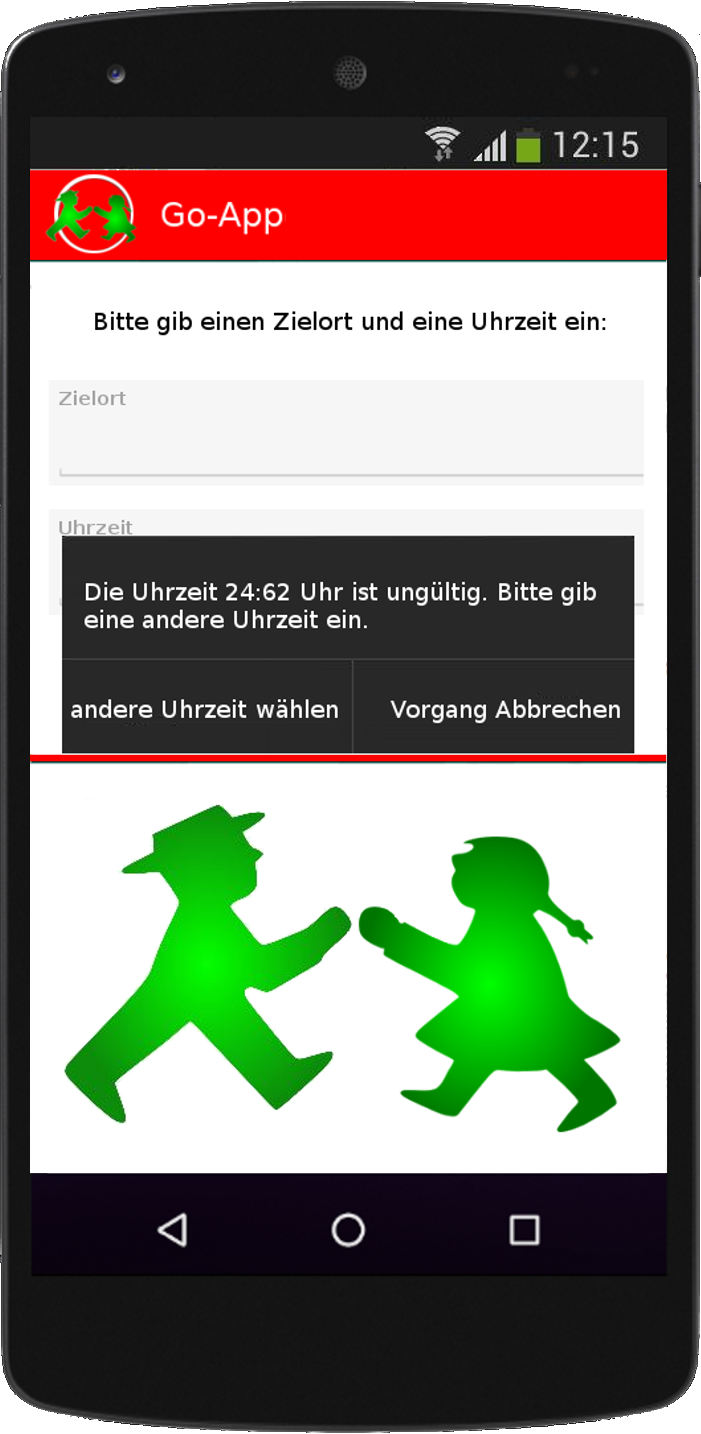 12:15
Go-App
Bitte gib einen Zielort und eine Uhrzeit ein:
Zielort
Uhrzeit
Die Uhrzeit 24:62 Uhr ist ungültig. Bitte gib
eine andere Uhrzeit ein.
andere Uhrzeit wählen
Vorgang Abbrechen